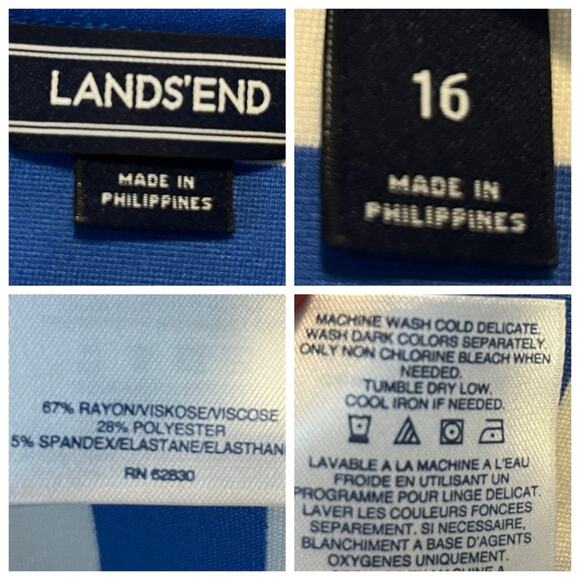 LANDS'END
MADE IN
PHILIPPINES
16
MADE IN
PHILIPPINES
67% RAYON/VISKOSE/VISCOSE
28% POLYESTER
5% SPANDEX/ELASTANE/ELASTHAN
RN 62830
MACHINE WASH COLD DELICATE.
WASH DARK COLORS SEPARATELY.
ONLY NON CHLORINE BLEACH WHEN
NEEDED.
TUMBLE DRY LOW.
COOL IRON IF NEEDED.
LAVABLE A LA MACHINE A L'EAU
FROIDE EN UTILISANT UN
PROGRAMME POUR LINGE DELICAT.
LAVER LES COULEURS FONCEES
SEPAREMENT. SI NECESSAIRE,
BLANCHIMENT A BASE D'AGENTS
OXYGENES UNIQUEMENT.